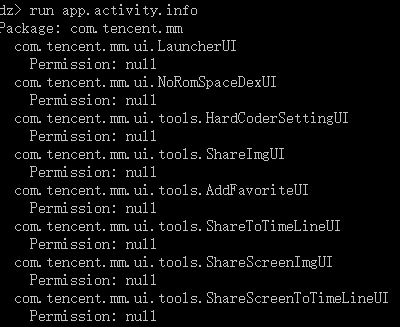 dz> run app.activity.info
Package: com.tencent.mm
  com.tencent.mm.ui.LauncherUI
    Permission: null
  com.tencent.mm.ui.NoRomSpaceDexUI
    Permission: null
  com.tencent.mm.ui.tools.HardCoderSettingUI
    Permission: null
  com.tencent.mm.ui.tools.ShareImgUI
    Permission: null
  com.tencent.mm.ui.tools.AddFavoriteUI
    Permission: null
  com.tencent.mm.ui.tools.ShareToTimeLineUI
    Permission: null
  com.tencent.mm.ui.tools.ShareScreenImgUI
    Permission: null
  com.tencent.mm.ui.tools.ShareScreenToTimeLineUI
    Permission: null